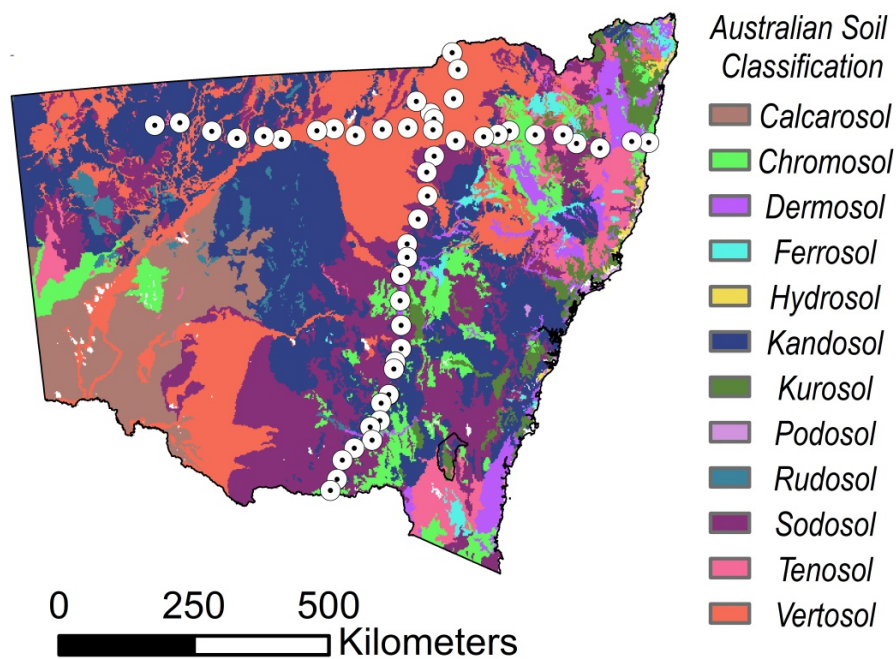 Australian Soil
Classification
Calcarosol
Chromosol
Dermosol
Ferrosol
Hydrosol
Kandosol
Kurosol
Podosol
Rudosol
Sodosol
Tenosol
Vertosol
0 250 500
Kilometers